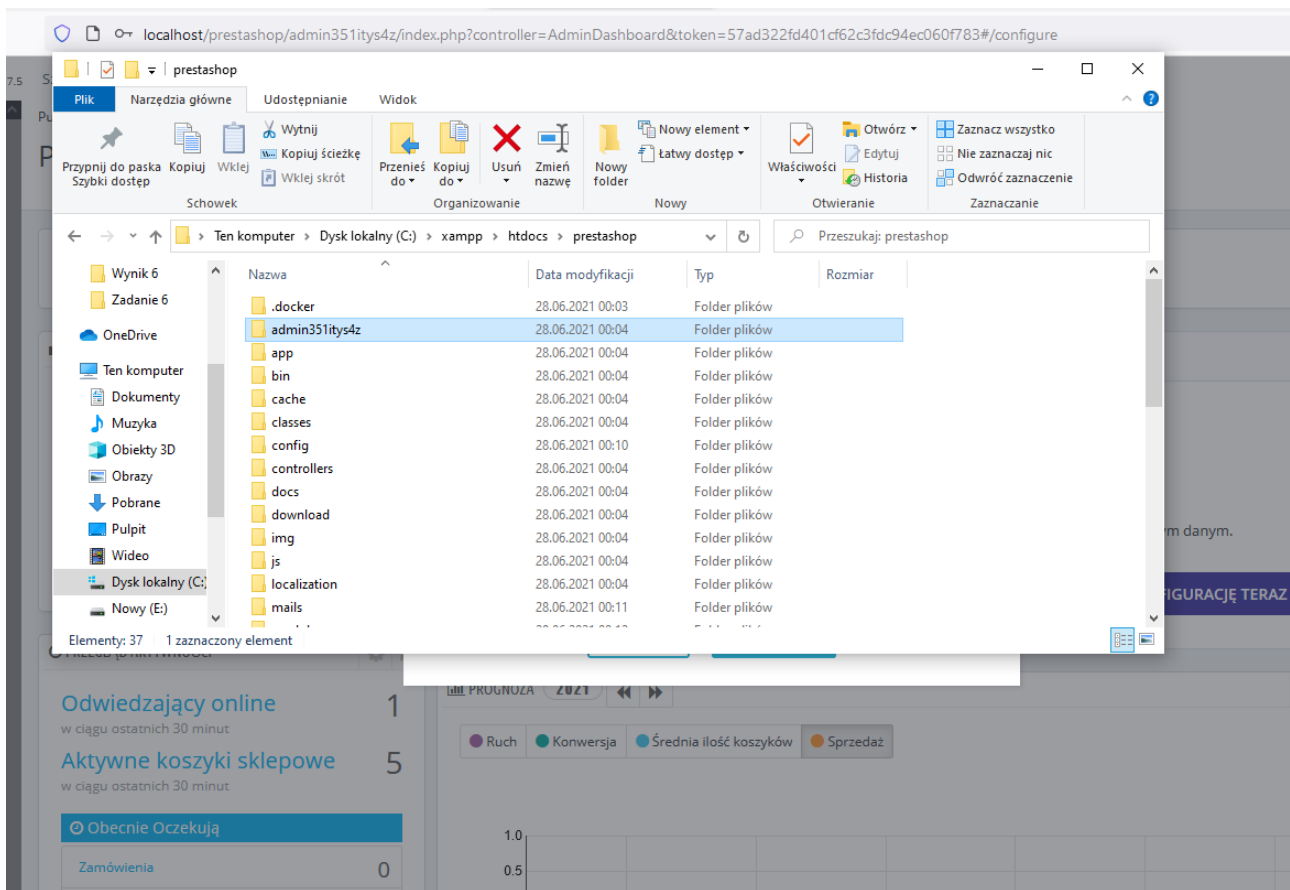 localhost/prestashop/admin351itys4z/index.php?controller=AdminDashboard&token=57ad322fd401cf62c3fdc94ec060f783#/configure
7.5 S
prestashop
Plik Narzędzia główne Udostępnianie Widok
Pu
P
Przypnij do paska Szybki dostęp
Kopiuj
Wklej
Wytnij
Kopiuj ścieżkę
Wklej skrót
Przenieś do
Kopiuj do
Usuń
Zmień nazwę
Nowy folder
Nowy element
Łatwy dostęp
Właściwości
Otwórz
Edytuj
Historia
Zaznacz wszystko
Nie zaznaczaj nic
Odwróć zaznaczenie
Schowek Organizowanie Nowy Otwieranie Zaznaczanie
Ten komputer > Dysk lokalny (C:) > xampp > htdocs > prestashop
Przeszukaj: prestashop
Wynik 6
Zadanie 6
OneDrive
Ten komputer
Dokumenty
Muzyka
Obiekty 3D
Obrazy
Pobrane
Pulpit
Wideo
Dysk lokalny (C:)
Nowy (E:)
Nazwa Data modyfikacji Typ Rozmiar
.docker 28.06.2021 00:03 Folder plików
admin351itys4z 28.06.2021 00:04 Folder plików
app 28.06.2021 00:04 Folder plików
bin 28.06.2021 00:04 Folder plików
cache 28.06.2021 00:04 Folder plików
classes 28.06.2021 00:04 Folder plików
config 28.06.2021 00:10 Folder plików
controllers 28.06.2021 00:04 Folder plików
docs 28.06.2021 00:04 Folder plików
download 28.06.2021 00:04 Folder plików
img 28.06.2021 00:04 Folder plików
js 28.06.2021 00:04 Folder plików
localization 28.06.2021 00:04 Folder plików
mails 28.06.2021 00:11 Folder plików
Elementy: 37 1 zaznaczony element
m danym.
FIGURACJĘ TERAZ
Odwiedzający online 1
w ciągu ostatnich 30 minut
Aktywne koszyki sklepowe 5
w ciągu ostatnich 30 minut
Obecnie Oczekują
Zamówienia 0
PROGNOZA 2021
Ruch Konwersja Średnia ilość koszyków Sprzedaż
1.0
0.5